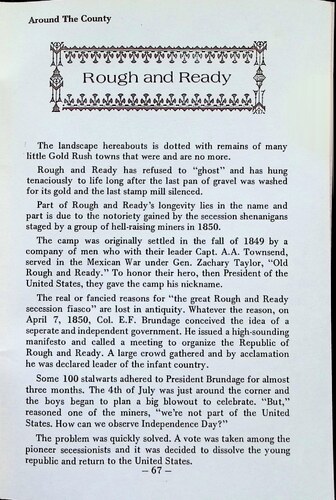 Around The County
Rough and Ready
The landscape hereabouts is dotted with remains of many
little Gold Rush towns that were and are no more.
Rough and Ready has refused to "ghost" and has hung
tenaciously to life long after the last pan of gravel was washed
for its gold and the last stamp mill silenced.
Part of Rough and Ready's longevity lies in the name and
part is due to the notoriety gained by the secession shenanigans
staged by a group of hell-raising miners in 1850.
The camp was originally settled in the fall of 1849 by a
company of men who with their leader Capt. A.A. Townsend,
served in the Mexican War under Gen. Zachary Taylor, "Old
Rough and Ready." To honor their hero, then President of the
United States, they gave the camp his nickname.
The real or fancied reasons for "the great Rough and Ready
secession fiasco" are lost in antiquity. Whatever the reason, on
April 7, 1850, Col. E.F. Brundage conceived the idea of a
seperate and independent government. He issued a high-sounding
manifesto and called a meeting to organize the Republic of
Rough and Ready. A large crowd gathered and by acclamation
he was declared leader of the infant country.
Some 100 stalwarts adhered to President Brundage for almost
three months. The 4th of July was just around the corner and
the boys began to plan a big blowout to celebrate. "But,"
reasoned one of the miners, "we're not part of the United
States. How can we observe Independence Day?"
The problem was quickly solved. A vote was taken among the
pioneer secessionists and it was decided to dissolve the young
republic and return to the United States.
– 67 –